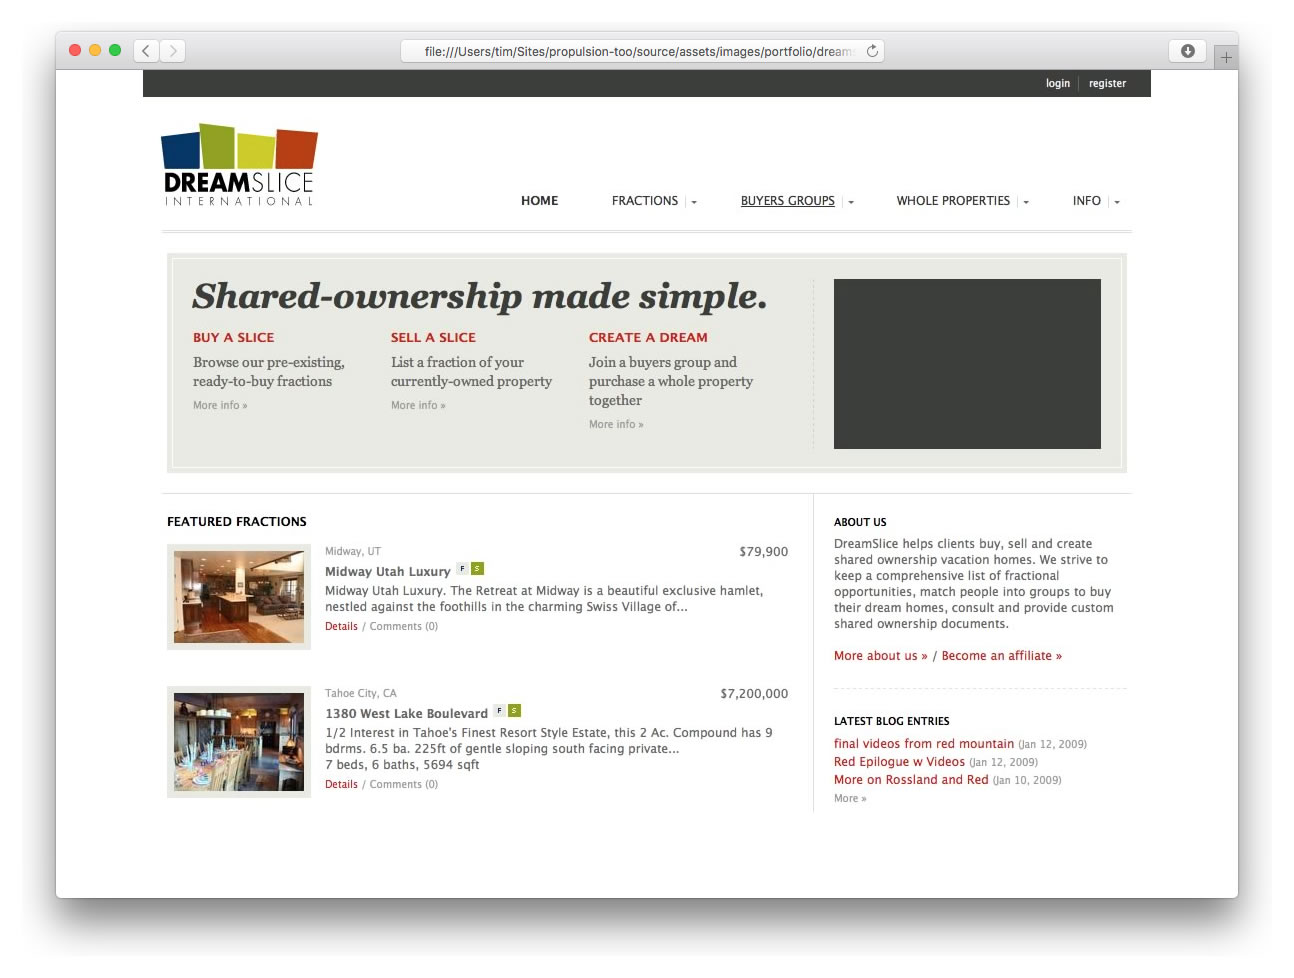 file:///Users/tim/Sites/propulsion-too/source/assets/images/portfolio/dream
login
register
DREAMSLICE
INTERNATIONAL
HOME
FRACTIONS
BUYERS GROUPS
WHOLE PROPERTIES
INFO
Shared-ownership made simple.
BUY A SLICE
Browse our pre-existing,
ready-to-buy fractions
More info »
SELL A SLICE
List a fraction of your
currently-owned property
More info »
CREATE A DREAM
Join a buyers group and
purchase a whole property
together
More info »
FEATURED FRACTIONS
Midway, UT
$79,900
Midway Utah Luxury F S
Midway Utah Luxury. The Retreat at Midway is a beautiful exclusive hamlet,
nestled against the foothills in the charming Swiss Village of...
Details / Comments (0)
Tahoe City, CA
$7,200,000
1380 West Lake Boulevard F S
1/2 Interest in Tahoe's Finest Resort Style Estate, this 2 Ac. Compound has 9
bdrms. 6.5 ba. 225ft of gentle sloping south facing private...
7 beds, 6 baths, 5694 sqft
Details / Comments (0)
ABOUT US
DreamSlice helps clients buy, sell and create
shared ownership vacation homes. We strive to
keep a comprehensive list of fractional
opportunities, match people into groups to buy
their dream homes, consult and provide custom
shared ownership documents.
More about us » / Become an affiliate »
LATEST BLOG ENTRIES
final videos from red mountain (Jan 12, 2009)
Red Epilogue w Videos (Jan 12, 2009)
More on Rossland and Red (Jan 10, 2009)
More »